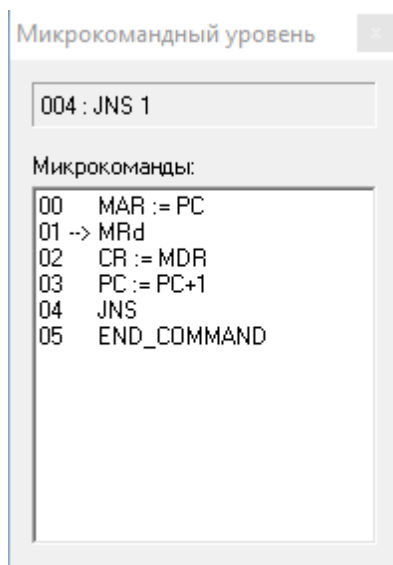 Микрокомандный уровень
004 : JNS 1
Микрокоманды:
00 MAR := PC
01 --> MRd
02 CR := MDR
03 PC := PC+1
04 JNS
05 END_COMMAND